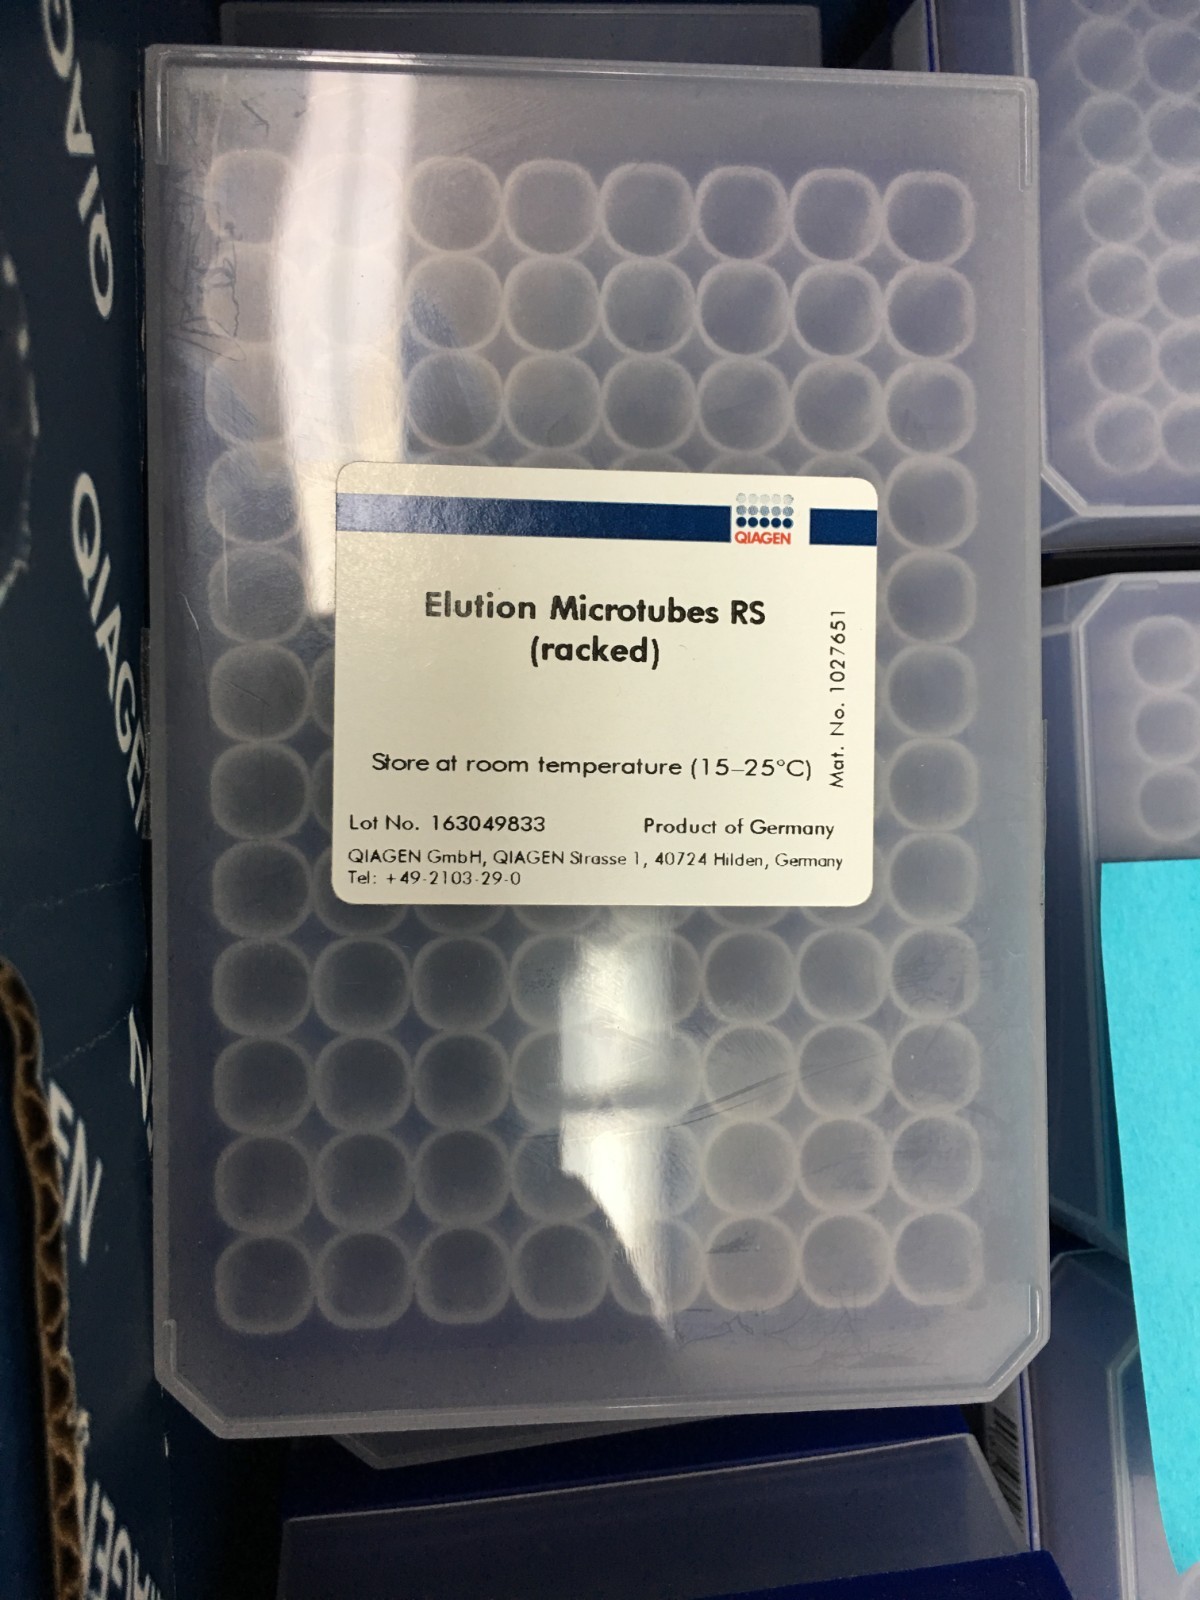 QIAGEN
QIAGEN
Elution Microtubes RS
(racked)
Mat. No. 1027651
Store at room temperature (15–25°C)
Lot No. 163049833
Product of Germany
QIAGEN GmbH, QIAGEN Strasse 1, 40724 Hilden, Germany
Tel: +49-2103-29-0